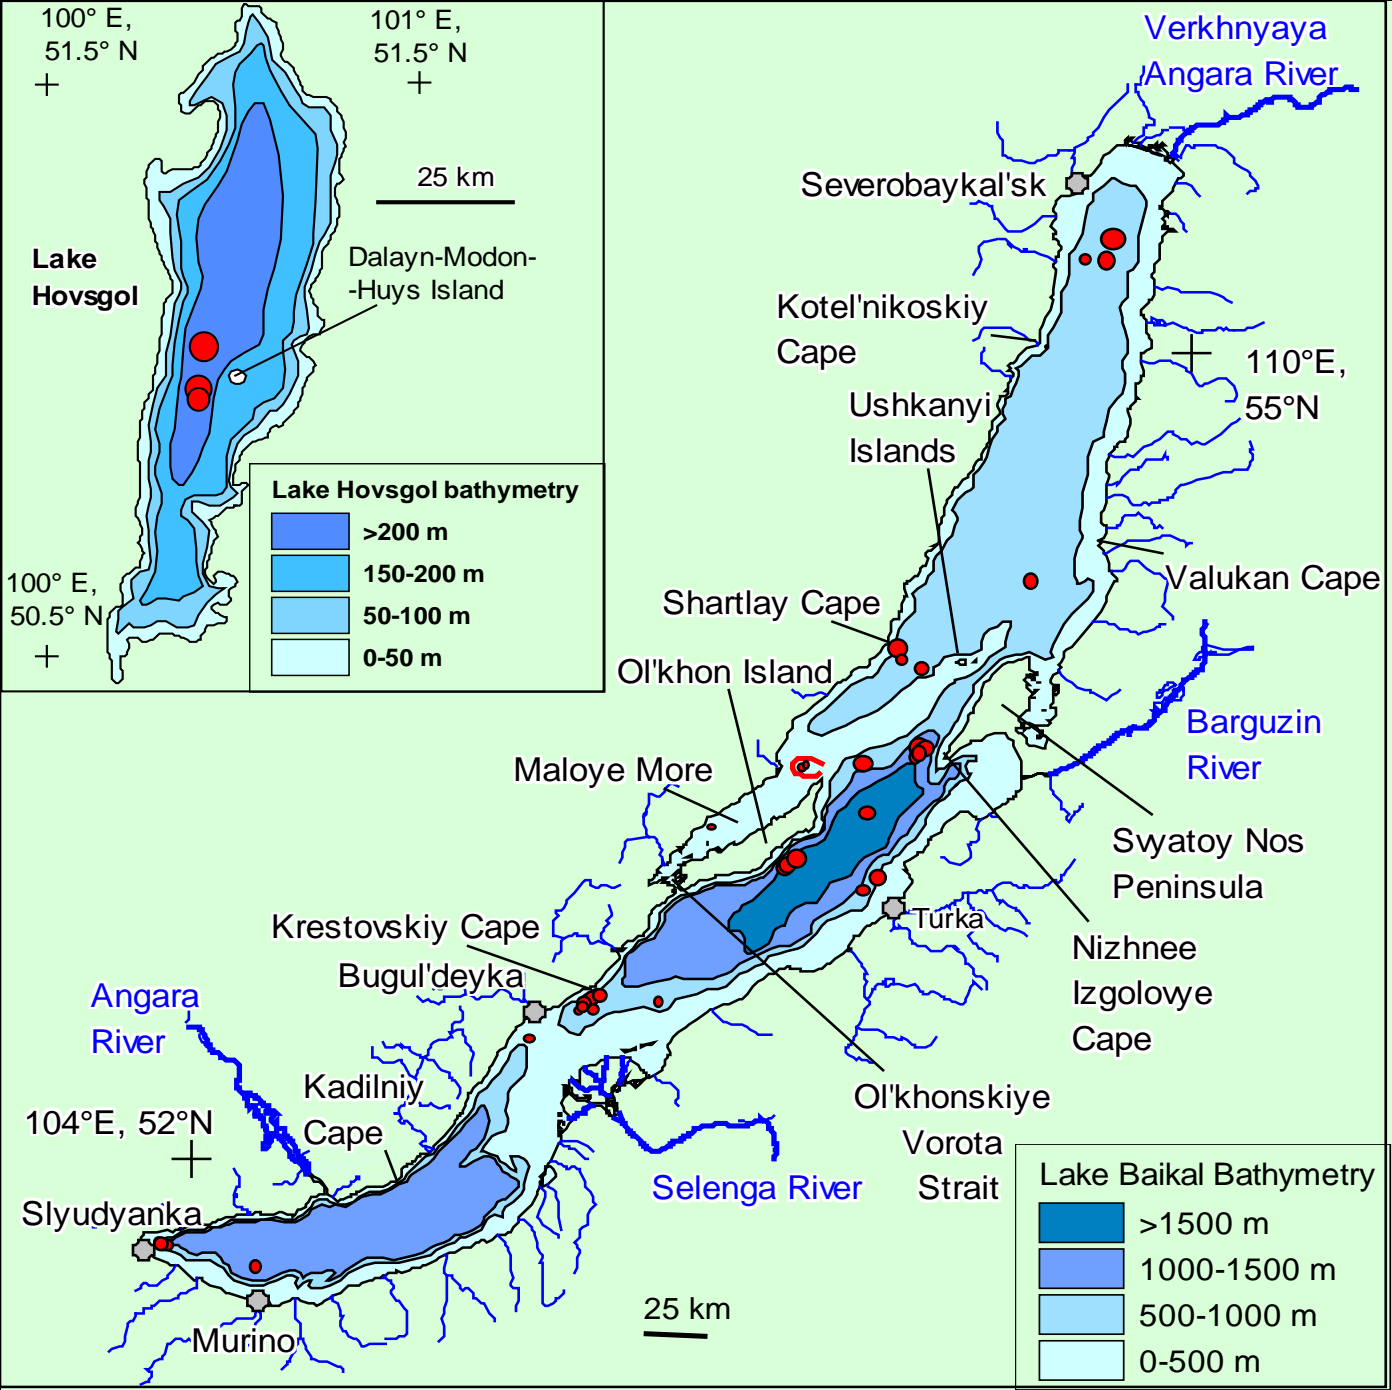 100° E,
51.5° N
101° E,
51.5° N
25 km
Lake
Hovsgol
Dalayn-Modon-
-Huys Island
Lake Hovsgol bathymetry
>200 m
150-200 m
50-100 m
0-50 m
100° E,
50.5° N
Verkhnyaya
Angara River
Severobaykal'sk
Kotel'nikoskiy
Cape
110°E,
55°N
Ushkanyi
Islands
Valukan Cape
Shartlay Cape
Ol'khon Island
Barguzin
River
Maloye More
Svyatoy Nos
Peninsula
Turka
Krestovskiy Cape
Bugul'deyka
Nizhnee
Izgolovye
Cape
Angara
River
Kadilniy
Cape
104°E, 52°N
Ol'khonskiye
Vorota
Strait
Selenga River
Slyudyanka
Murino
25 km
Lake Baikal Bathymetry
>1500 m
1000-1500 m
500-1000 m
0-500 m